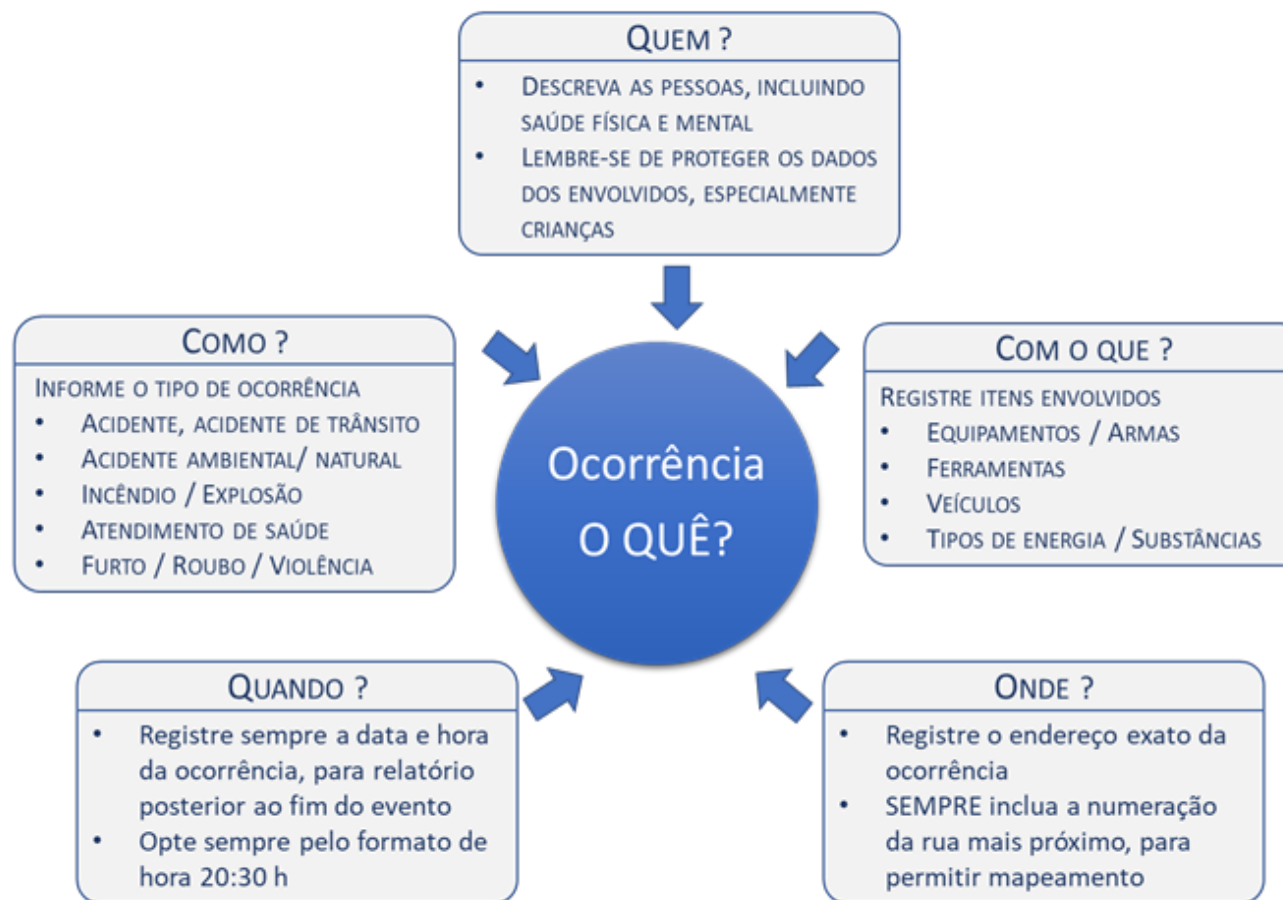 QUEM ?
• DESCREVA AS PESSOAS, INCLUINDO
SAÚDE FÍSICA E MENTAL
• LEMBRE-SE DE PROTEGER OS DADOS
DOS ENVOLVIDOS, ESPECIALMENTE
CRIANÇAS
COMO ?
INFORME O TIPO DE OCORRÊNCIA
• ACIDENTE, ACIDENTE DE TRÂNSITO
• ACIDENTE AMBIENTAL/ NATURAL
• INCÊNDIO / EXPLOSÃO
• ATENDIMENTO DE SAÚDE
• FURTO / ROUBO / VIOLÊNCIA
Ocorrência
O QUÊ?
COM O QUE ?
REGISTRE ITENS ENVOLVIDOS
• EQUIPAMENTOS / ARMAS
• FERRAMENTAS
• VEÍCULOS
• TIPOS DE ENERGIA / SUBSTÂNCIAS
QUANDO ?
• Registre sempre a data e hora
da ocorrência, para relatório
posterior ao fim do evento
• Opte sempre pelo formato de
hora 20:30 h
ONDE ?
• Registre o endereço exato da
ocorrência
• SEMPRE inclua a numeração
da rua mais próximo, para
permitir mapeamento